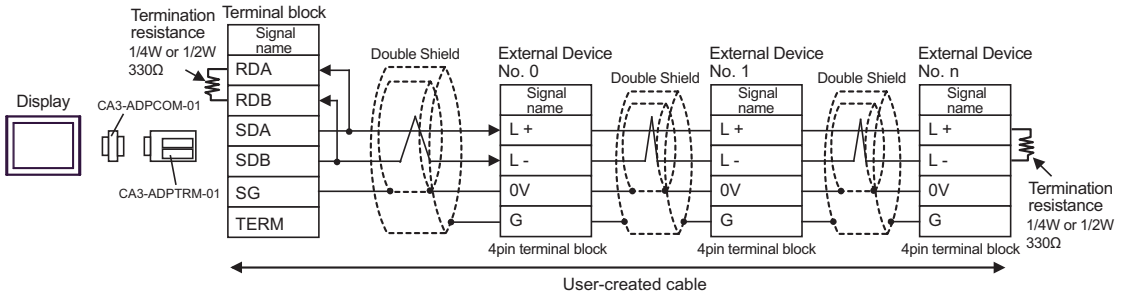 Display
CA3-ADPCOM-01
CA3-ADPTRM-01
Termination
resistance
1/4W or 1/2W
330Ω
Terminal block
Signal
name
RDA
RDB
SDA
SDB
SG
TERM
Double Shield
External Device
No. 0
Signal
name
L +
L -
0V
G
4pin terminal block
Double Shield
External Device
No. 1
Signal
name
L +
L -
0V
G
4pin terminal block
Double Shield
External Device
No. n
Signal
name
L +
L -
0V
G
4pin terminal block
Termination
resistance
1/4W or 1/2W
330Ω
User-created cable